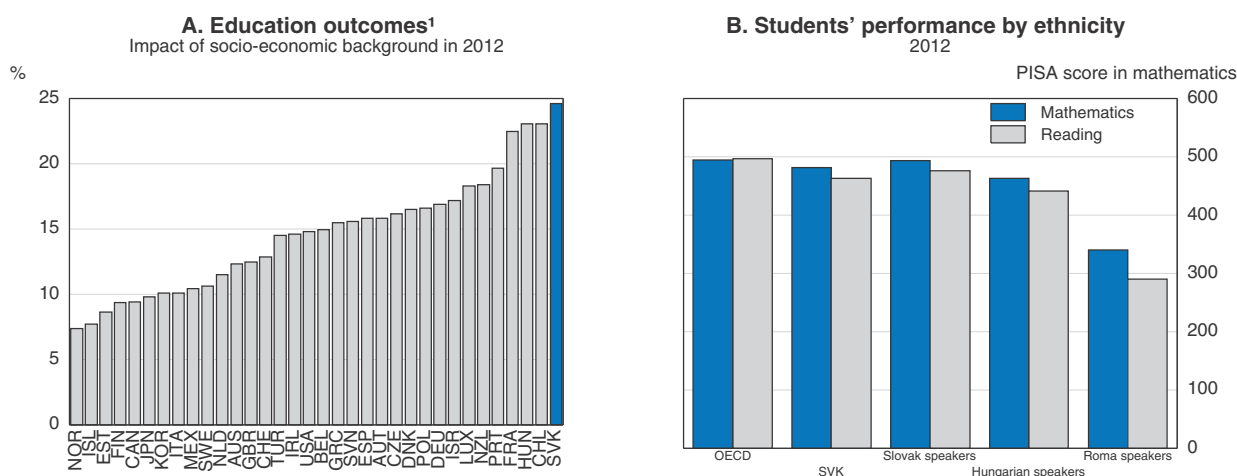 A. Education outcomes¹
Impact of socio-economic background in 2012
%
25
20
15
10
5
0
NOR
ISL
EST
FIN
CAN
JPN
KOR
ITA
MEX
SWE
NLD
AUS
GBR
CHE
TUR
IRL
USA
BEL
GRC
SVN
ESP
AUT
CZE
DNK
POL
DEU
ISR
LUX
NZL
PRT
FRA
HUN
CHL
SVK
B. Students’ performance by ethnicity
2012
PISA score in mathematics
600
500
400
300
200
100
0
Mathematics
Reading
OECD
SVK
Slovak speakers
Hungarian speakers
Roma speakers